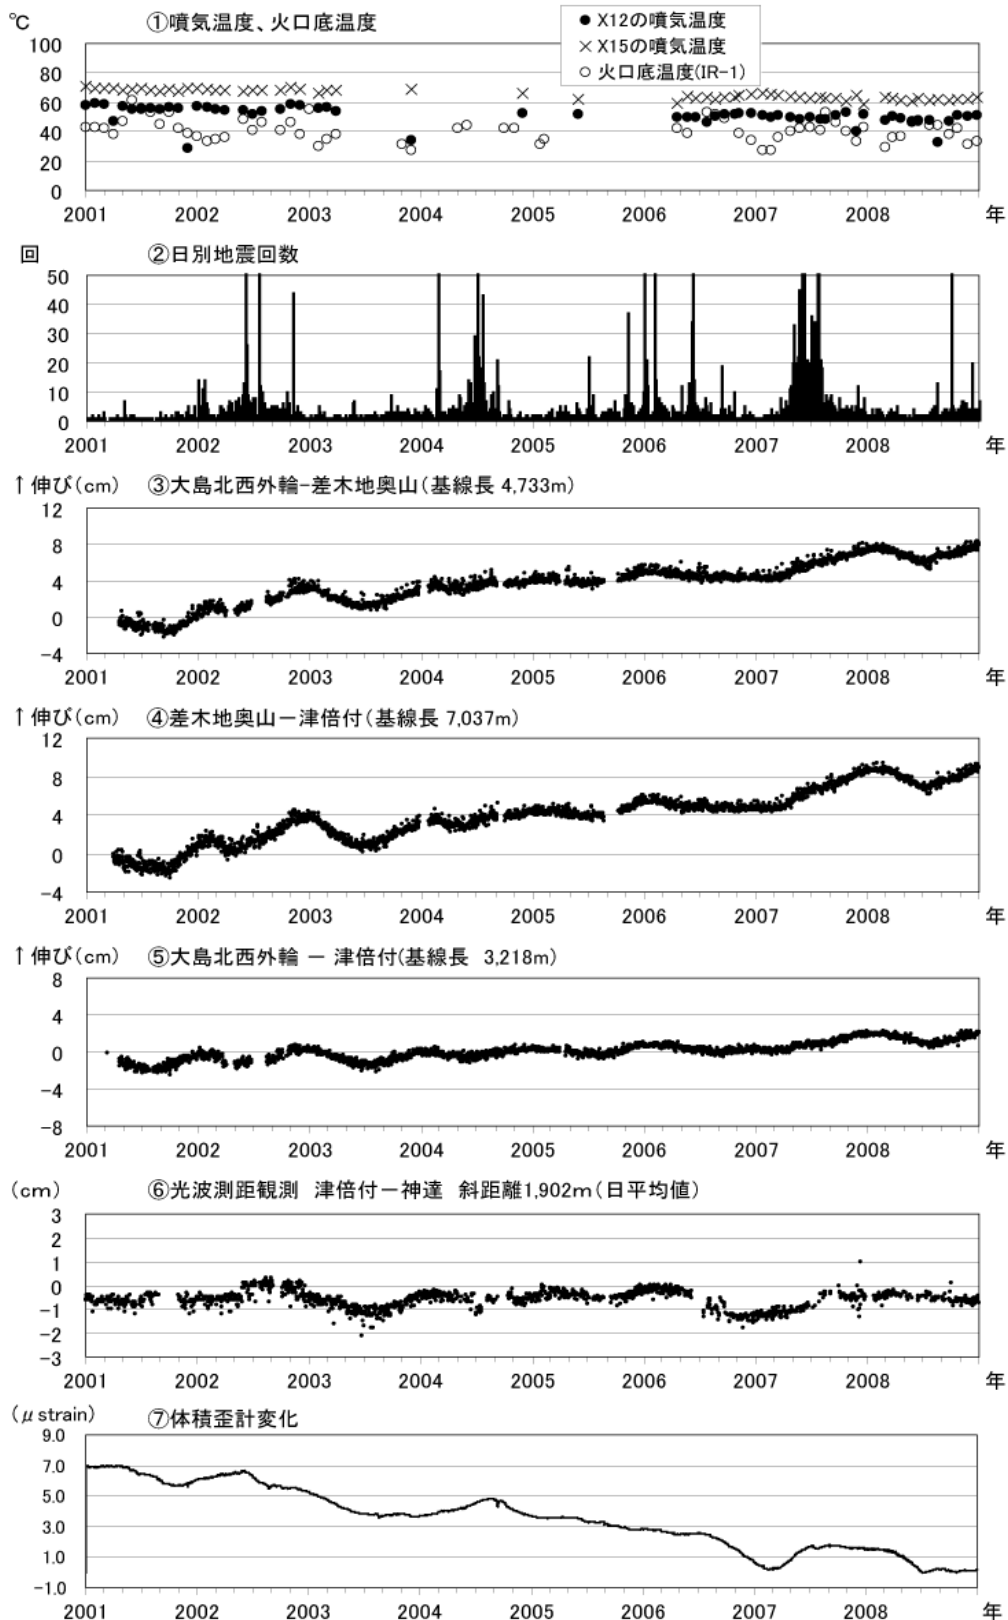 ℃ ①噴気温度、火口底温度
● X12の噴気温度
× X15の噴気温度
○ 火口底温度(IR-1)
100
80
60
40
20
0
2001 2002 2003 2004 2005 2006 2007 2008 年
回 ②日別地震回数
50
40
30
20
10
0
2001 2002 2003 2004 2005 2006 2007 2008 年
↑伸び(cm) ③大島北西外輪-差木地奥山(基線長 4,733m)
12
8
4
0
-4
2001 2002 2003 2004 2005 2006 2007 2008 年
↑伸び(cm) ④差木地奥山－津倍付(基線長 7,037m)
12
8
4
0
-4
2001 2002 2003 2004 2005 2006 2007 2008 年
↑伸び(cm) ⑤大島北西外輪 － 津倍付(基線長 3,218m)
8
4
0
-4
-8
2001 2002 2003 2004 2005 2006 2007 2008 年
(cm) ⑥光波測距観測 津倍付－神達 斜距離1,902m(日平均値)
3
2
1
0
-1
-2
-3
2001 2002 2003 2004 2005 2006 2007 2008 年
(μstrain) ⑦体積歪計変化
9.0
7.0
5.0
3.0
1.0
-1.0
2001 2002 2003 2004 2005 2006 2007 2008 年